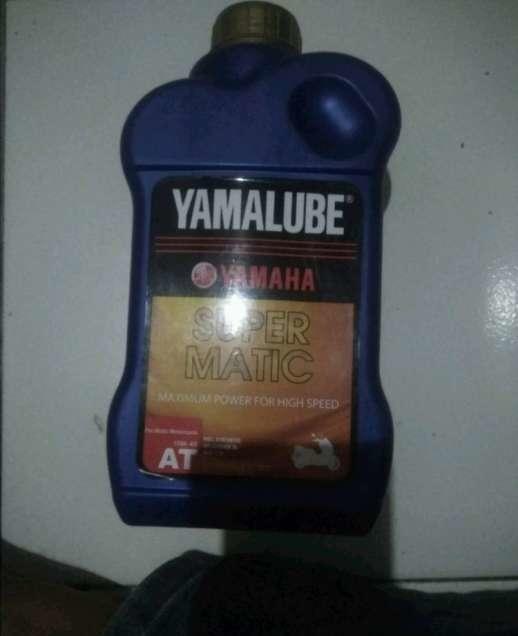 YAMALUBE®
YAMAHA
SUPER
MATIC
MAXIMUM POWER FOR HIGH SPEED
AT